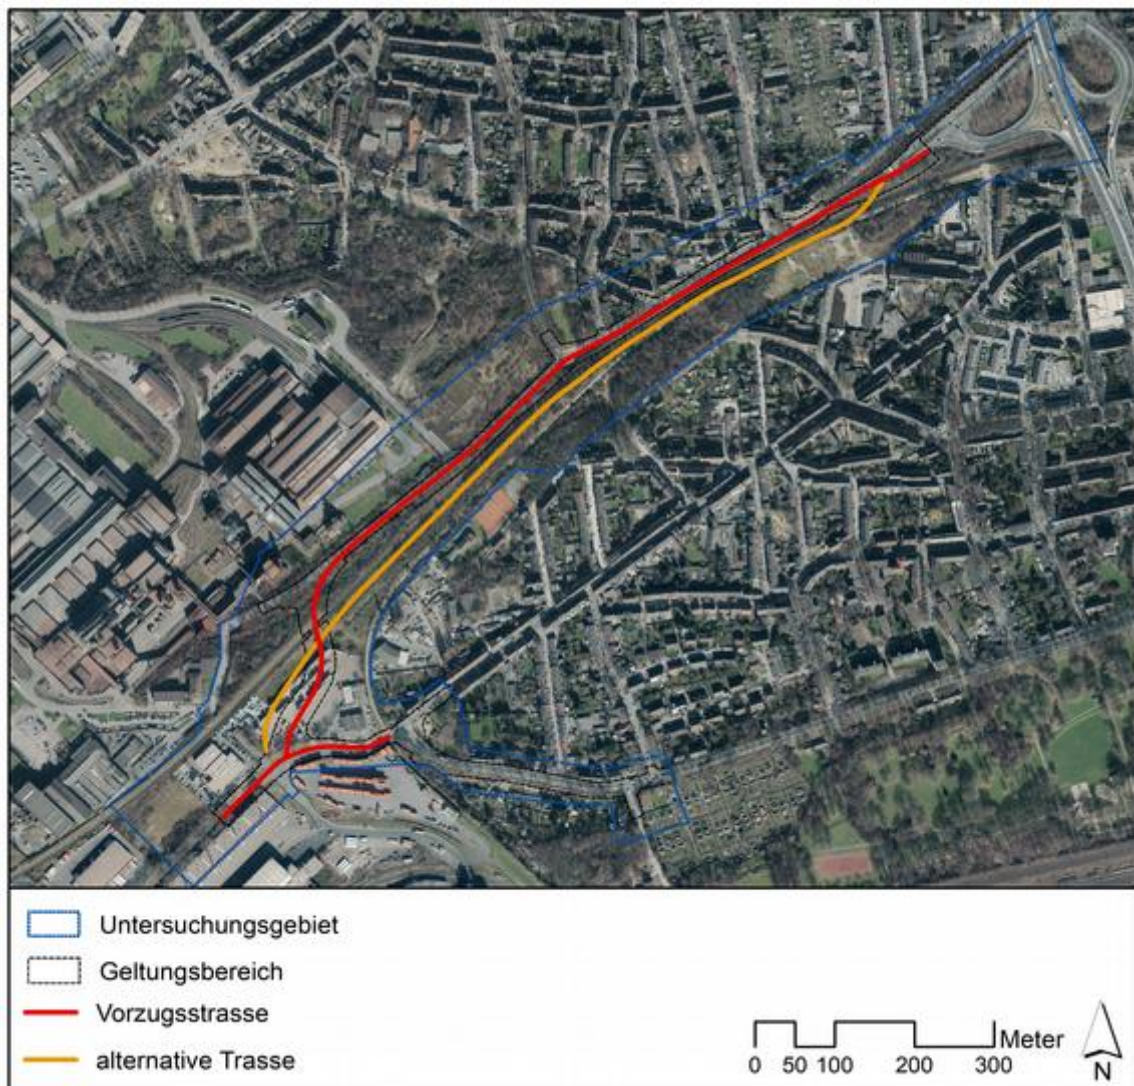 Untersuchungsgebiet
Geltungsbereich
Vorzugsstrasse
alternative Trasse
Meter
0 50 100 200 300
N